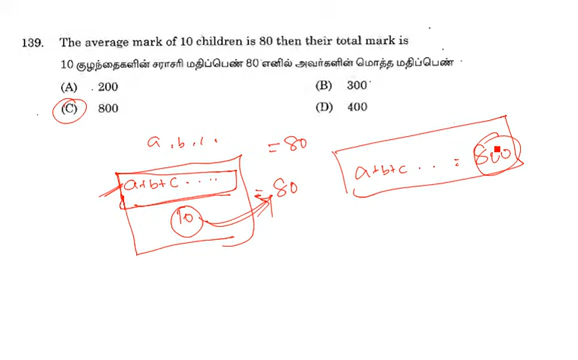 139. The average mark of 10 children is 80 then their total mark is
10 குழந்தைகளின் சராசரி மதிப்பெண் 80 எனில் அவர்களின் மொத்த மதிப்பெண்
(A) 200 (B) 300
(C) 800 (D) 400
a, b, c, . = 80
a+b+c .... = 80
10
a+b+c ... = 800